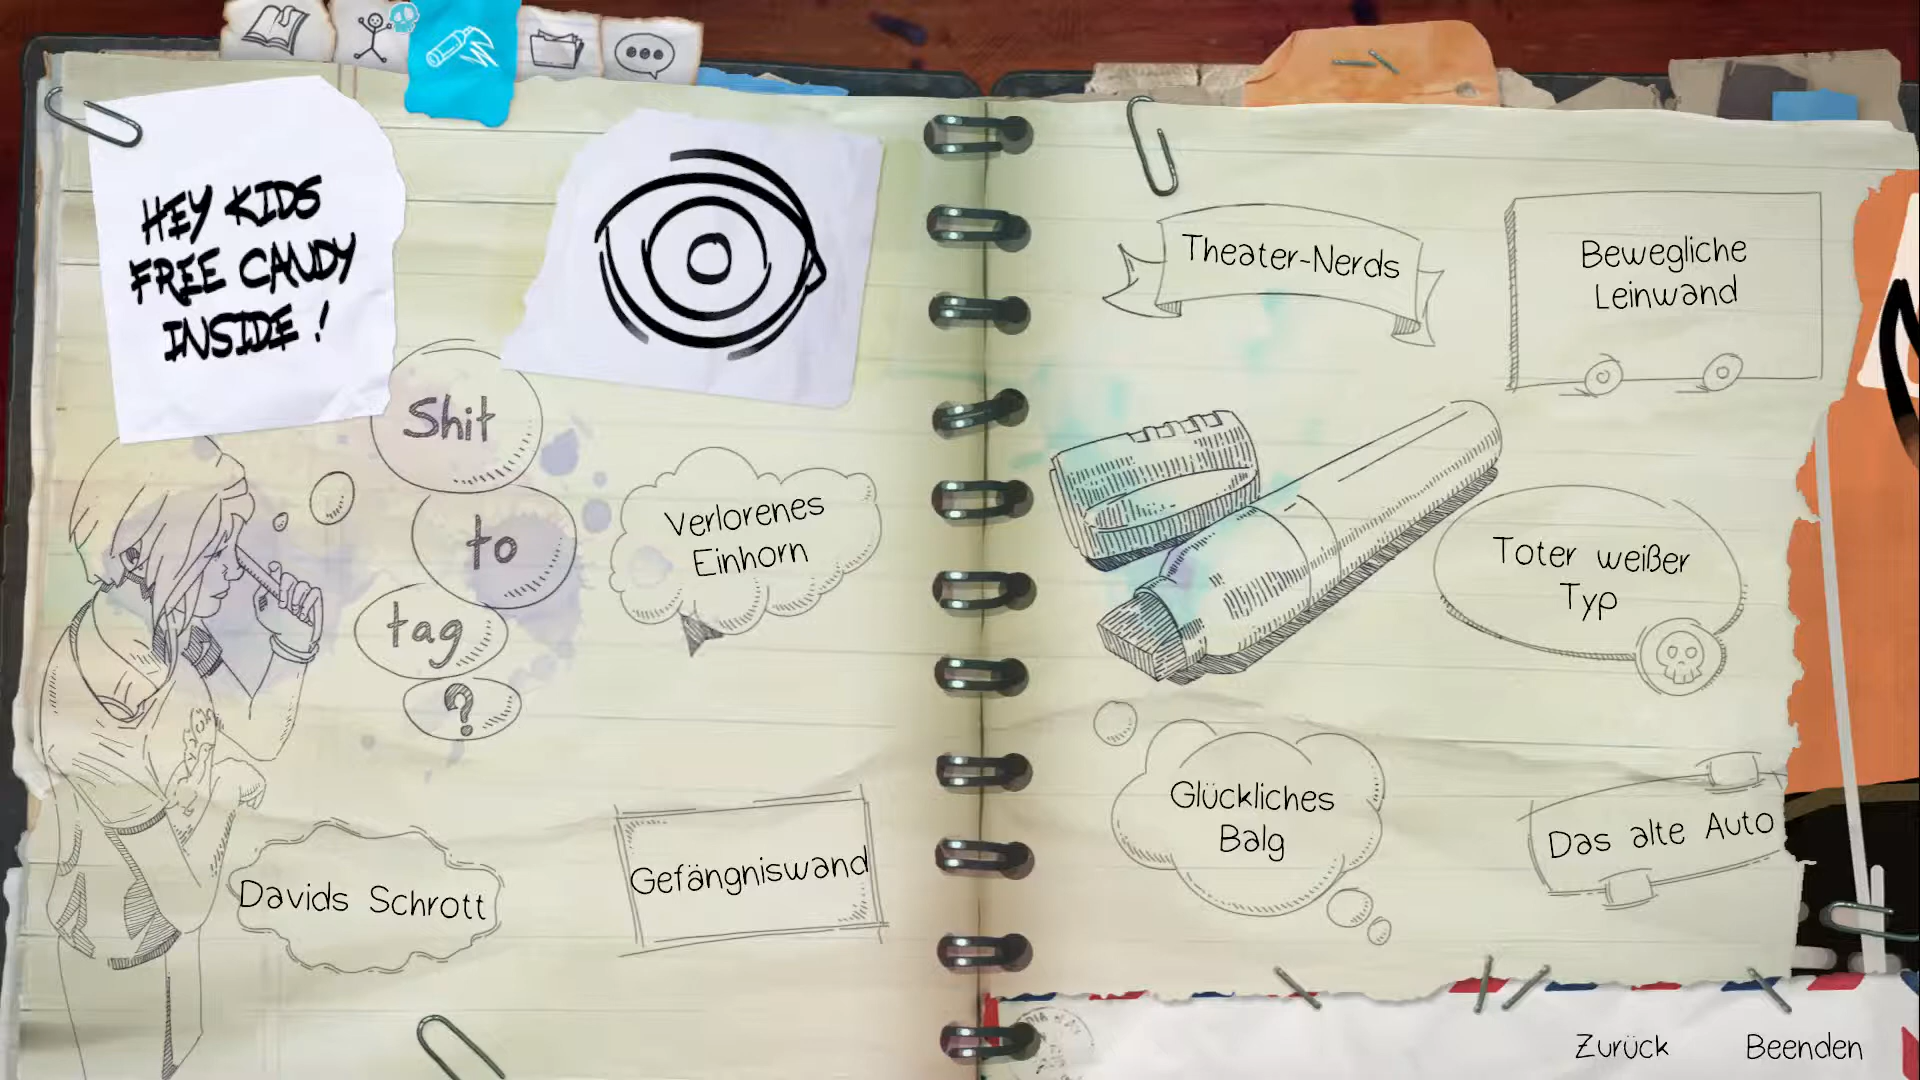 HEY KIDS
FREE CANDY
INSIDE !
Shit
to
tag
?
Verlorenes
Einhorn
Davids Schrott
Gefängniswand
Theater-Nerds
Bewegliche
Leinwand
Toter weißer
Typ
Glückliches
Balg
Das alte Auto
Zurück
Beenden